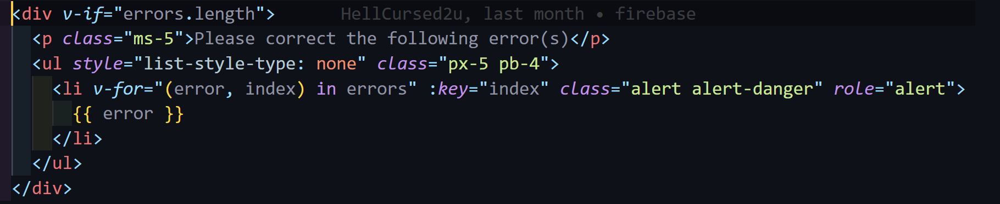 <div v-if="errors.length"> HellCursed2u, last month • firebase
<p class="ms-5">Please correct the following error(s)</p>
<ul style="list-style-type: none" class="px-5 pb-4">
<li v-for="(error, index) in errors" :key="index" class="alert alert-danger" role="alert">
{{ error }}
</li>
</ul>
</div>